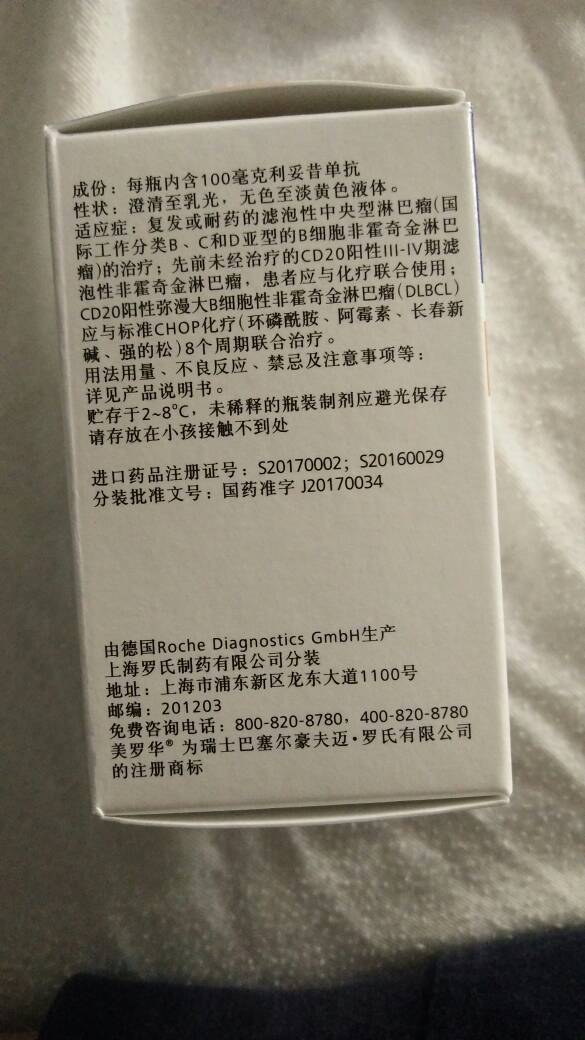 成份：每瓶内含100毫克利妥昔单抗
性状：澄清至乳光，无色至淡黄色液体。
适应症：复发或耐药的滤泡性中央型淋巴瘤(国
际工作分类B、C和D亚型的B细胞非霍奇金淋巴
瘤)的治疗；先前未经治疗的CD20阳性III-IV期滤
泡性非霍奇金淋巴瘤，患者应与化疗联合使用；
CD20阳性弥漫大B细胞性非霍奇金淋巴瘤(DLBCL)
应与标准CHOP化疗(环磷酰胺、阿霉素、长春新
碱、强的松)8个周期联合治疗。
用法用量、不良反应、禁忌及注意事项等：
详见产品说明书。
贮存于2~8℃，未稀释的瓶装制剂应避光保存
请存放在小孩接触不到处
进口药品注册证号：S20170002；S20160029
分装批准文号：国药准字 J20170034
由德国Roche Diagnostics GmbH生产
上海罗氏制药有限公司分装
地址：上海市浦东新区龙东大道1100号
邮编：201203
免费咨询电话：800-820-8780，400-820-8780
美罗华® 为瑞士巴塞尔豪夫迈·罗氏有限公司
的注册商标